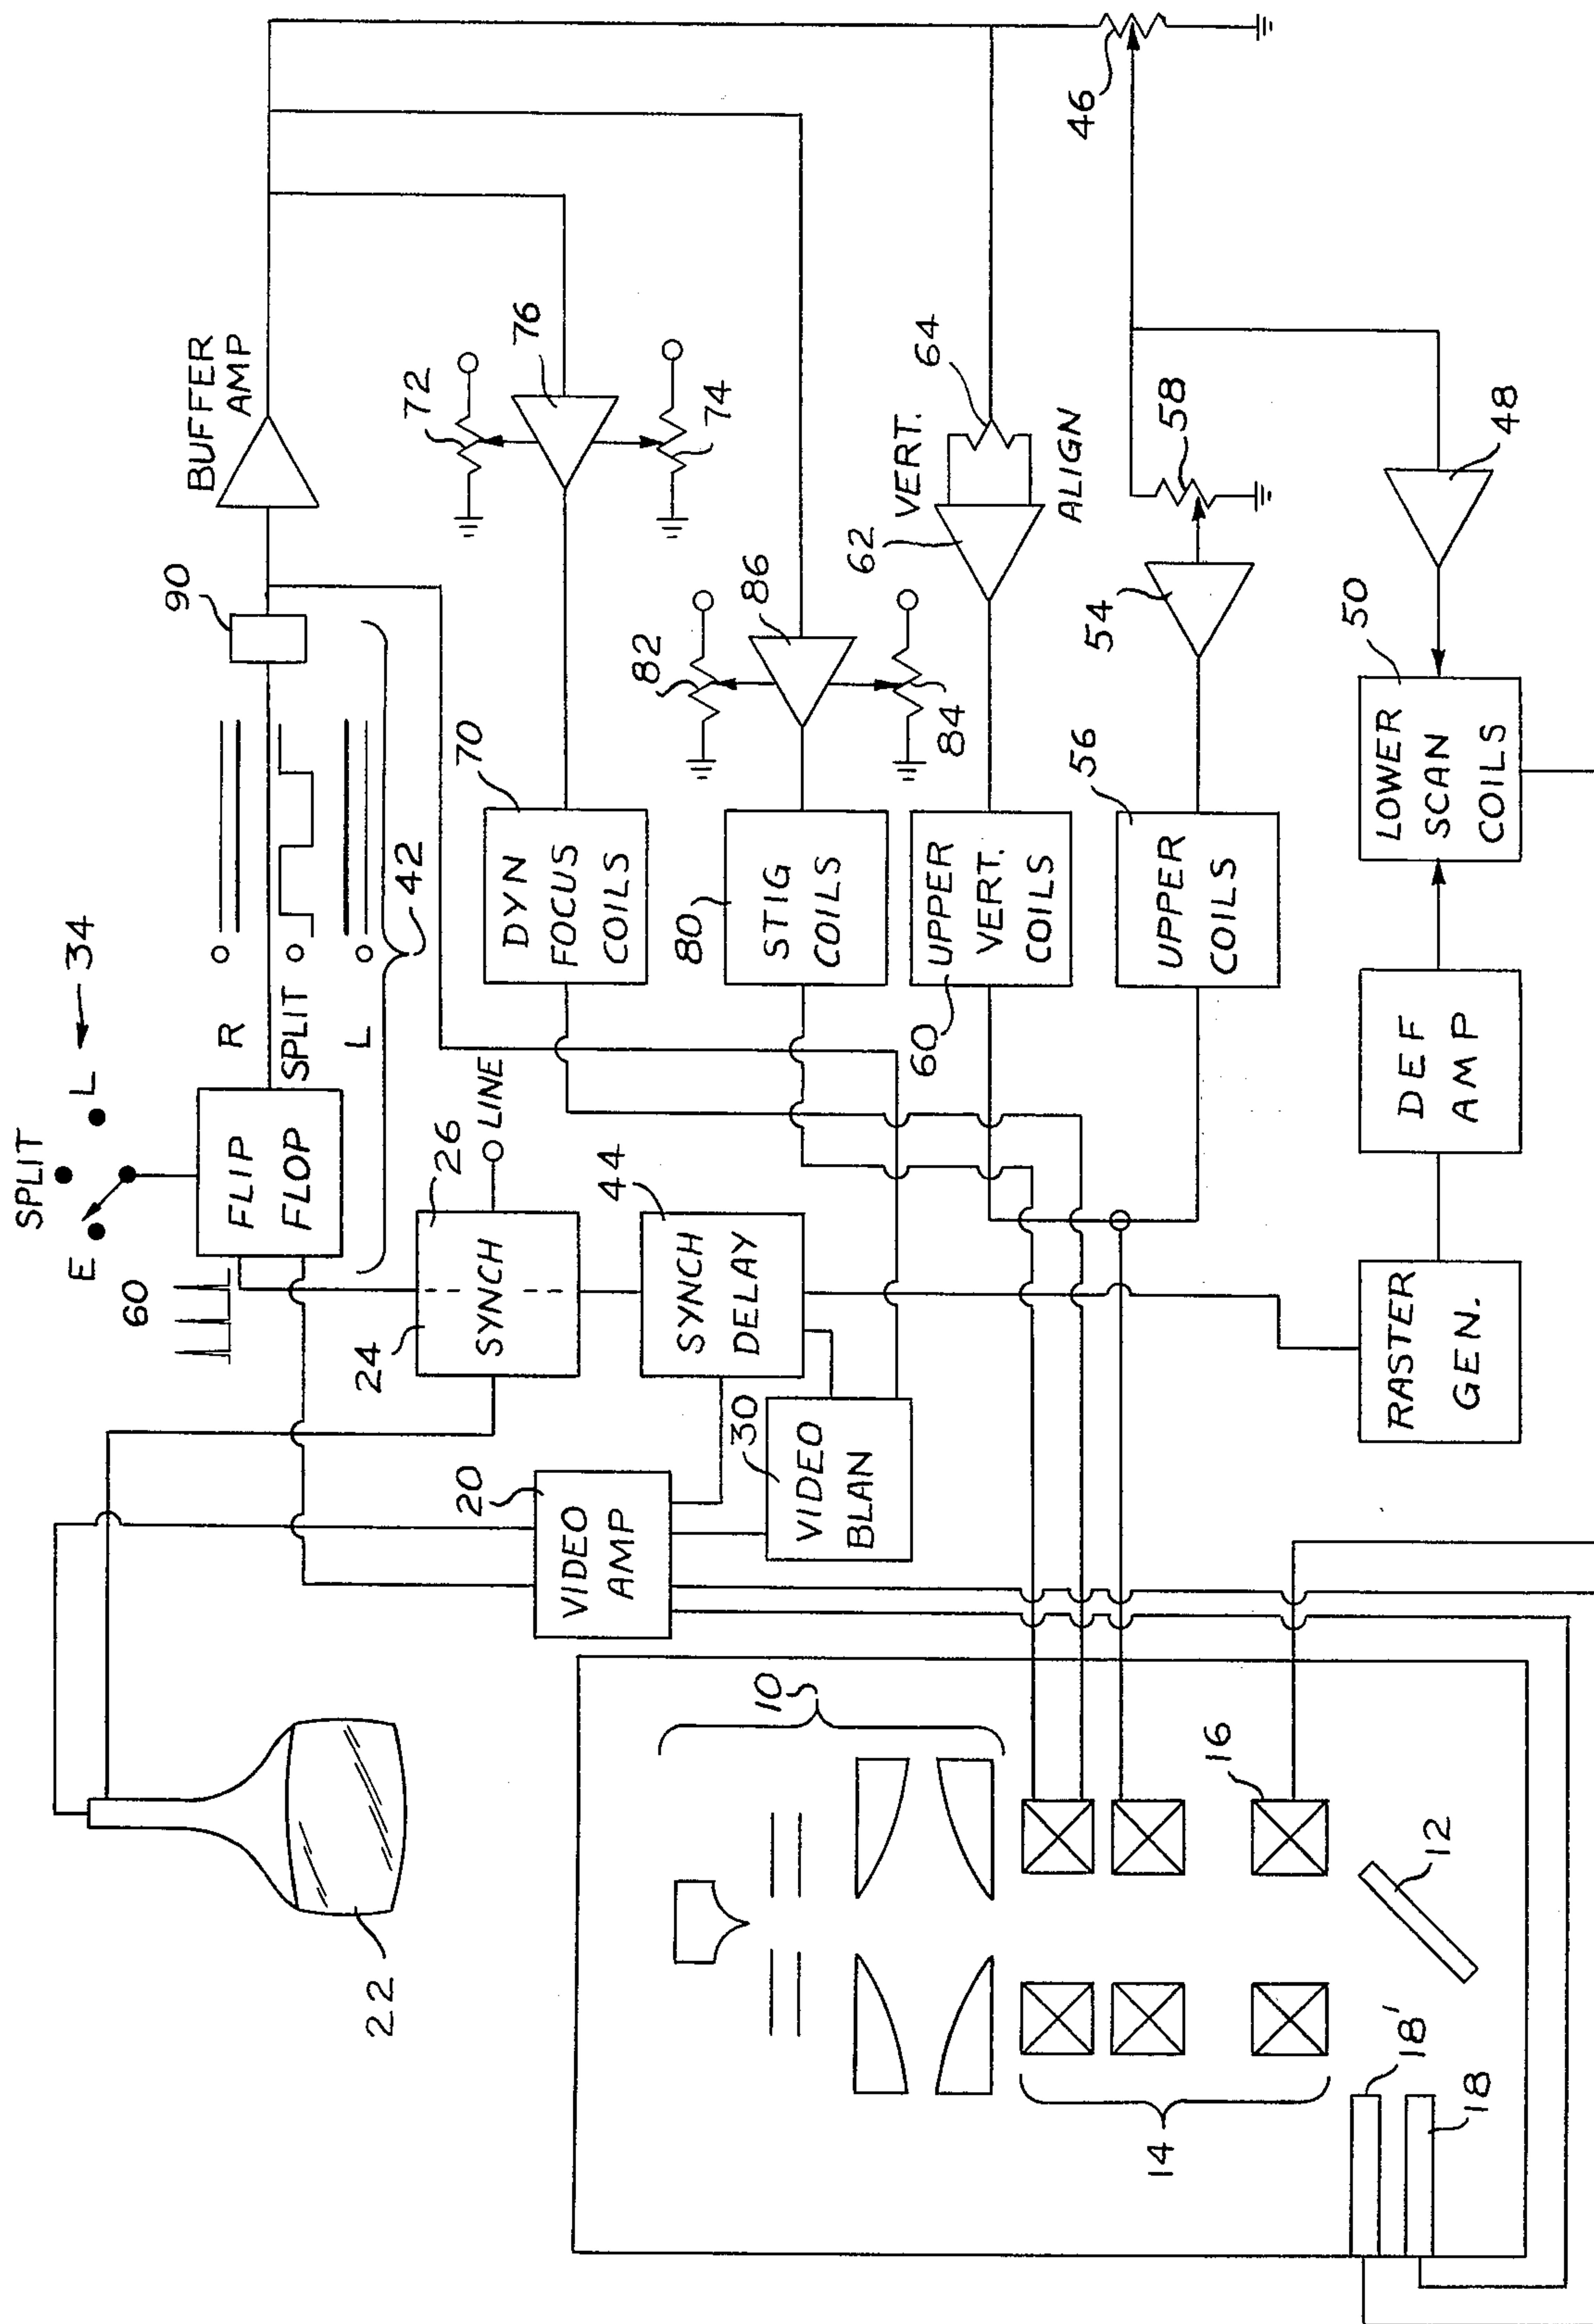 SPLIT
E
L
34
60
FLIP
FLOP
R
SPLIT
L
42
90
BUFFER
AMP
22
24
26
SYNCH
LINE
44
SYNCH
DELAY
20
VIDEO
AMP
30
VIDEO
BLAN
70
DYN
FOCUS
COILS
72
74
76
80
STIG
COILS
82
84
86
60
UPPER
VERT.
COILS
62
VERT.
ALIGN
64
46
56
UPPER
COILS
54
58
48
50
LOWER
SCAN
COILS
DEF
AMP
RASTER
GEN.
10
16
14
12
18'
18